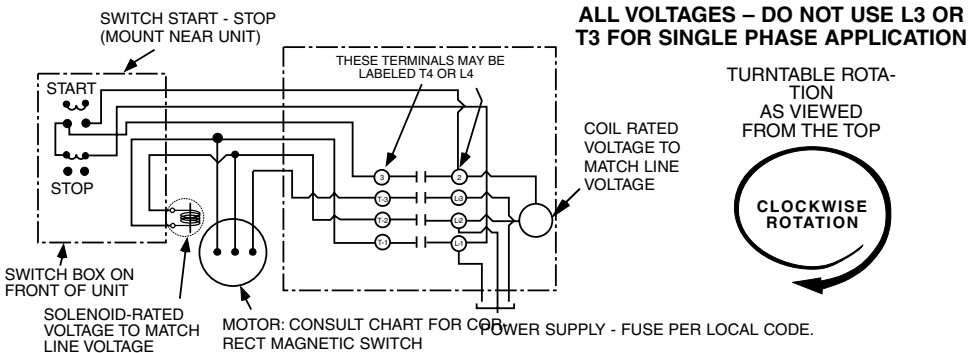 SWITCH START - STOP
(MOUNT NEAR UNIT)
ALL VOLTAGES – DO NOT USE L3 OR
T3 FOR SINGLE PHASE APPLICATION
THESE TERMINALS MAY BE
LABELED T4 OR L4
START
STOP
TURNTABLE ROTA-
TION
AS VIEWED
FROM THE TOP
COIL RATED
VOLTAGE TO
MATCH LINE
VOLTAGE
3
2
T-3
L-3
T-2
L-2
T-1
L-1
CLOCKWISE
ROTATION
SWITCH BOX ON
FRONT OF UNIT
SOLENOID-RATED
VOLTAGE TO MATCH
LINE VOLTAGE
MOTOR: CONSULT CHART FOR COR-
RECT MAGNETIC SWITCH
POWER SUPPLY - FUSE PER LOCAL CODE.